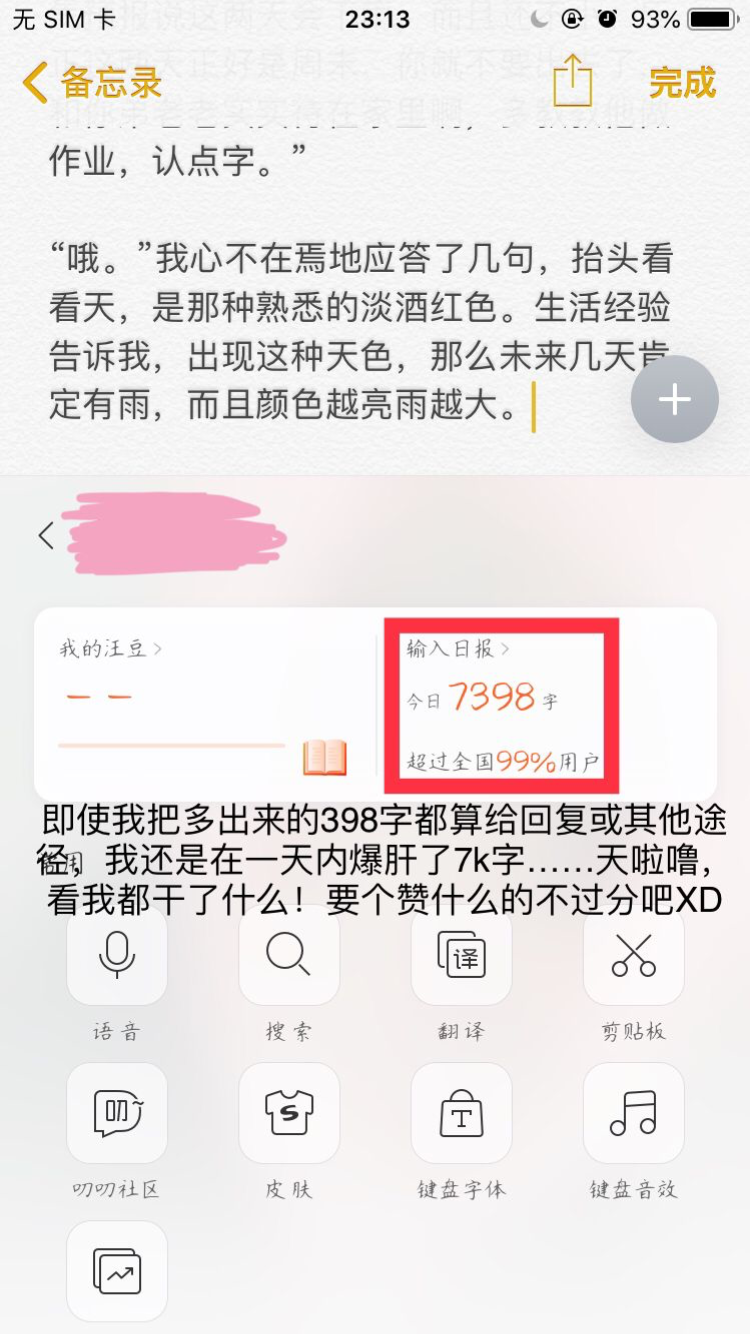 无 SIM 卡 23:13 93%
备忘录 完成
作业，认点字。”
“哦。”我心不在焉地应答了几句，抬头看
看天，是那种熟悉的淡酒红色。生活经验
告诉我，出现这种天色，那么未来几天肯
定有雨，而且颜色越亮雨越大。
我的汪豆 >
输入日报 >
今日 7398 字
超过全国99%用户
即使我把多出来的398字都算给回复或其他途
径，我还是在一天内爆肝了7k字……天啦噜，
看我都干了什么！要个赞什么的不过分吧XD
语音 搜索 翻译 剪贴板
叨叨社区 皮肤 键盘字体 键盘音效